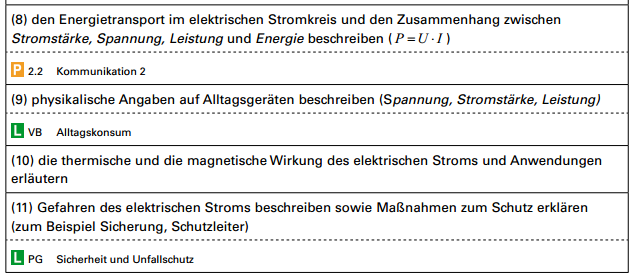 (8) den Energietransport im elektrischen Stromkreis und den Zusammenhang zwischen
Stromstärke, Spannung, Leistung und Energie beschreiben ( P = U · I )
P 2.2 Kommunikation 2
(9) physikalische Angaben auf Alltagsgeräten beschreiben (Spannung, Stromstärke, Leistung)
L VB Alltagskonsum
(10) die thermische und die magnetische Wirkung des elektrischen Stroms und Anwendungen
erläutern
(11) Gefahren des elektrischen Stroms beschreiben sowie Maßnahmen zum Schutz erklären
(zum Beispiel Sicherung, Schutzleiter)
L PG Sicherheit und Unfallschutz